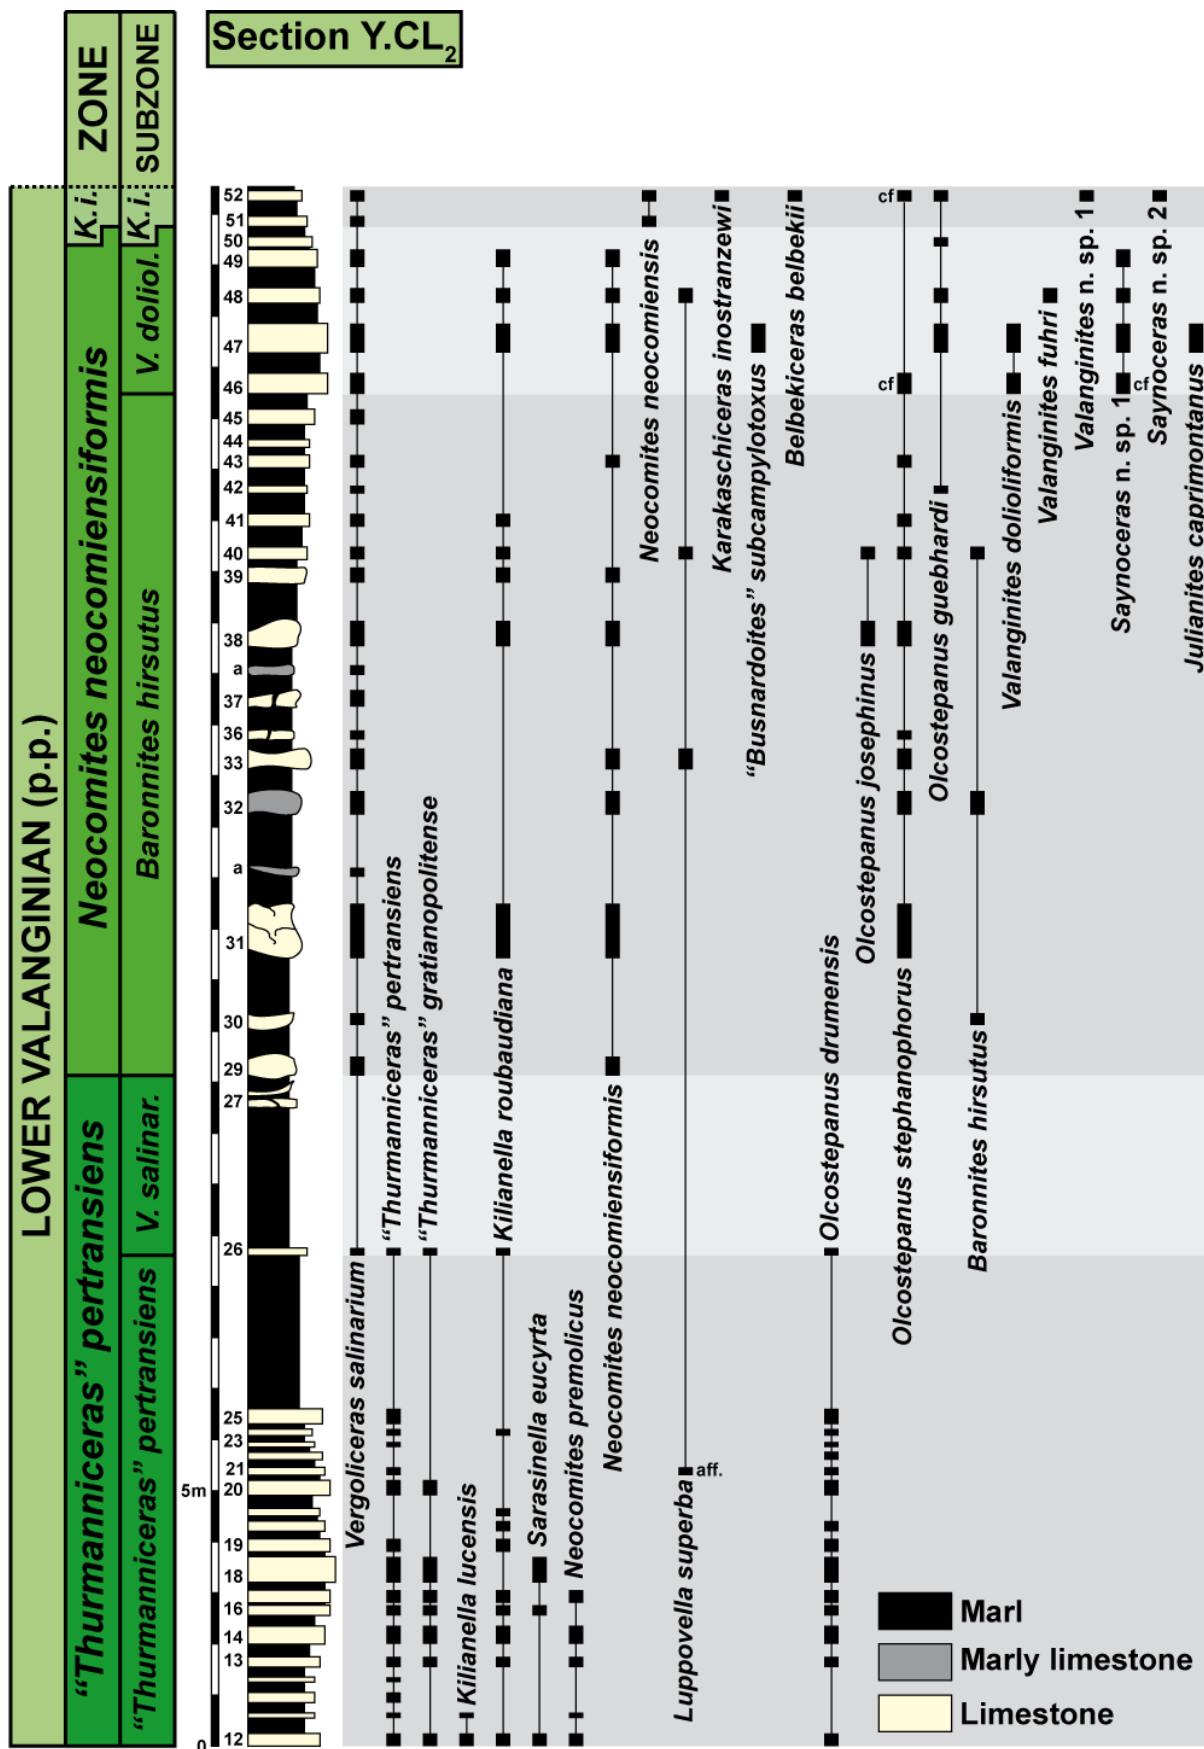 Section Y.CL2
ZONE
SUBZONE
LOWER VALANGINIAN (p.p.)
K. i.
K. i.
Neocomites neocomiensiformis
V. doliol.
Baronnites hirsutus
"Thurmanniceras" pertransiens
V. salinar.
"Thurmanniceras" pertransiens
52
51
50
49
48
47
46
45
44
43
42
41
40
39
38
a
37
36
33
32
a
31
30
29
27
26
25
23
21
5m
20
19
18
16
14
13
0
12
Vergoliceras salinarium
"Thurmanniceras" pertransiens
"Thurmanniceras" gratianopolitense
Kilianella lucensis
Kilianella roubaudiana
Sarasinella eucyrta
Neocomites premolicus
Neocomites neocomiensiformis
Neocomites neocomiensis
Luppovella superba
aff.
Karakaschiceras inostranzewi
"Busnardoites" subcampylotoxus
Belbekiceras belbekii
Olcostepanus drumensis
Olcostepanus josephinus
cf
cf
Olcostepanus stephanophorus
Olcostepanus guebhardi
Baronnites hirsutus
Valanginites dolioliformis
Valanginites fuhri
Valanginites n. sp. 1
Saynoceras n. sp. 1
cf
Saynoceras n. sp. 2
Julianites caprimontanus
Marl
Marly limestone
Limestone